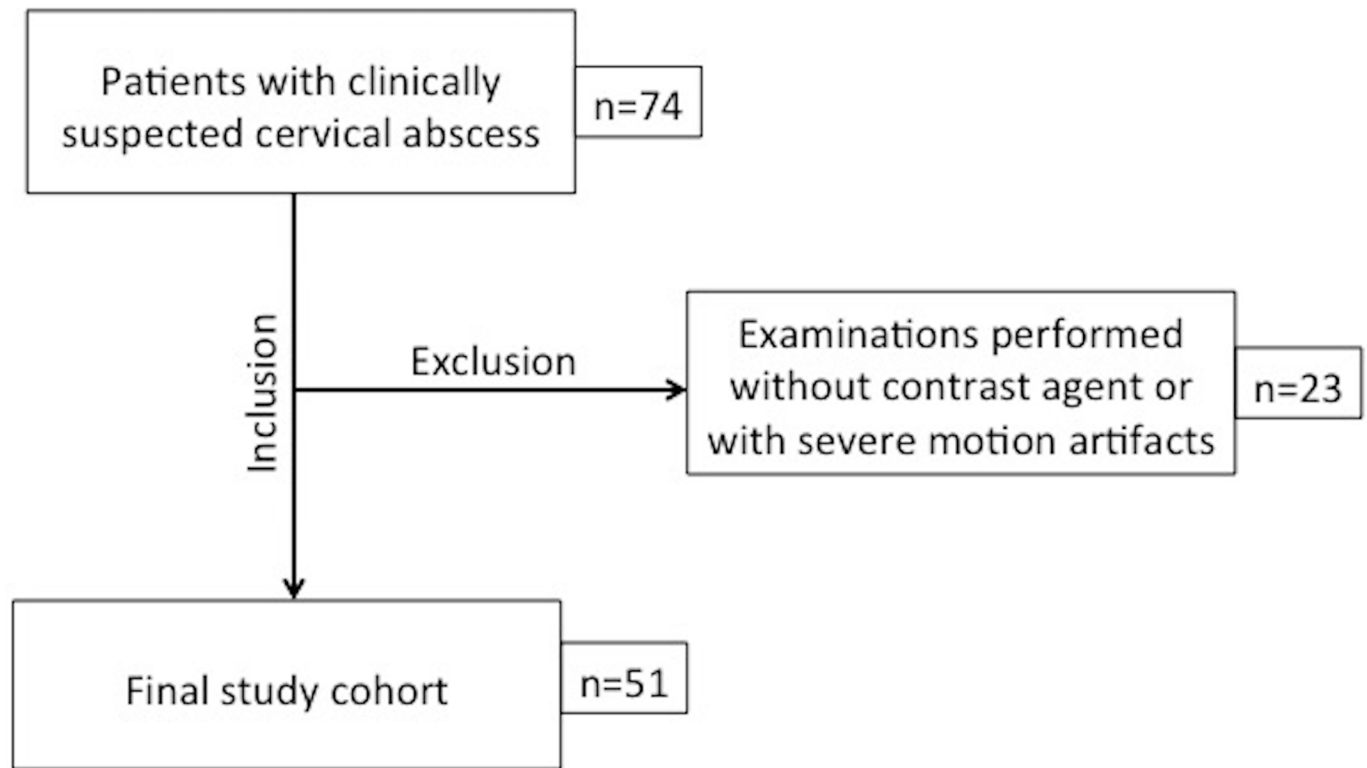 Patients with clinically
suspected cervical abscess
n=74
Inclusion
Exclusion
Examinations performed
without contrast agent or
with severe motion artifacts
n=23
Final study cohort
n=51